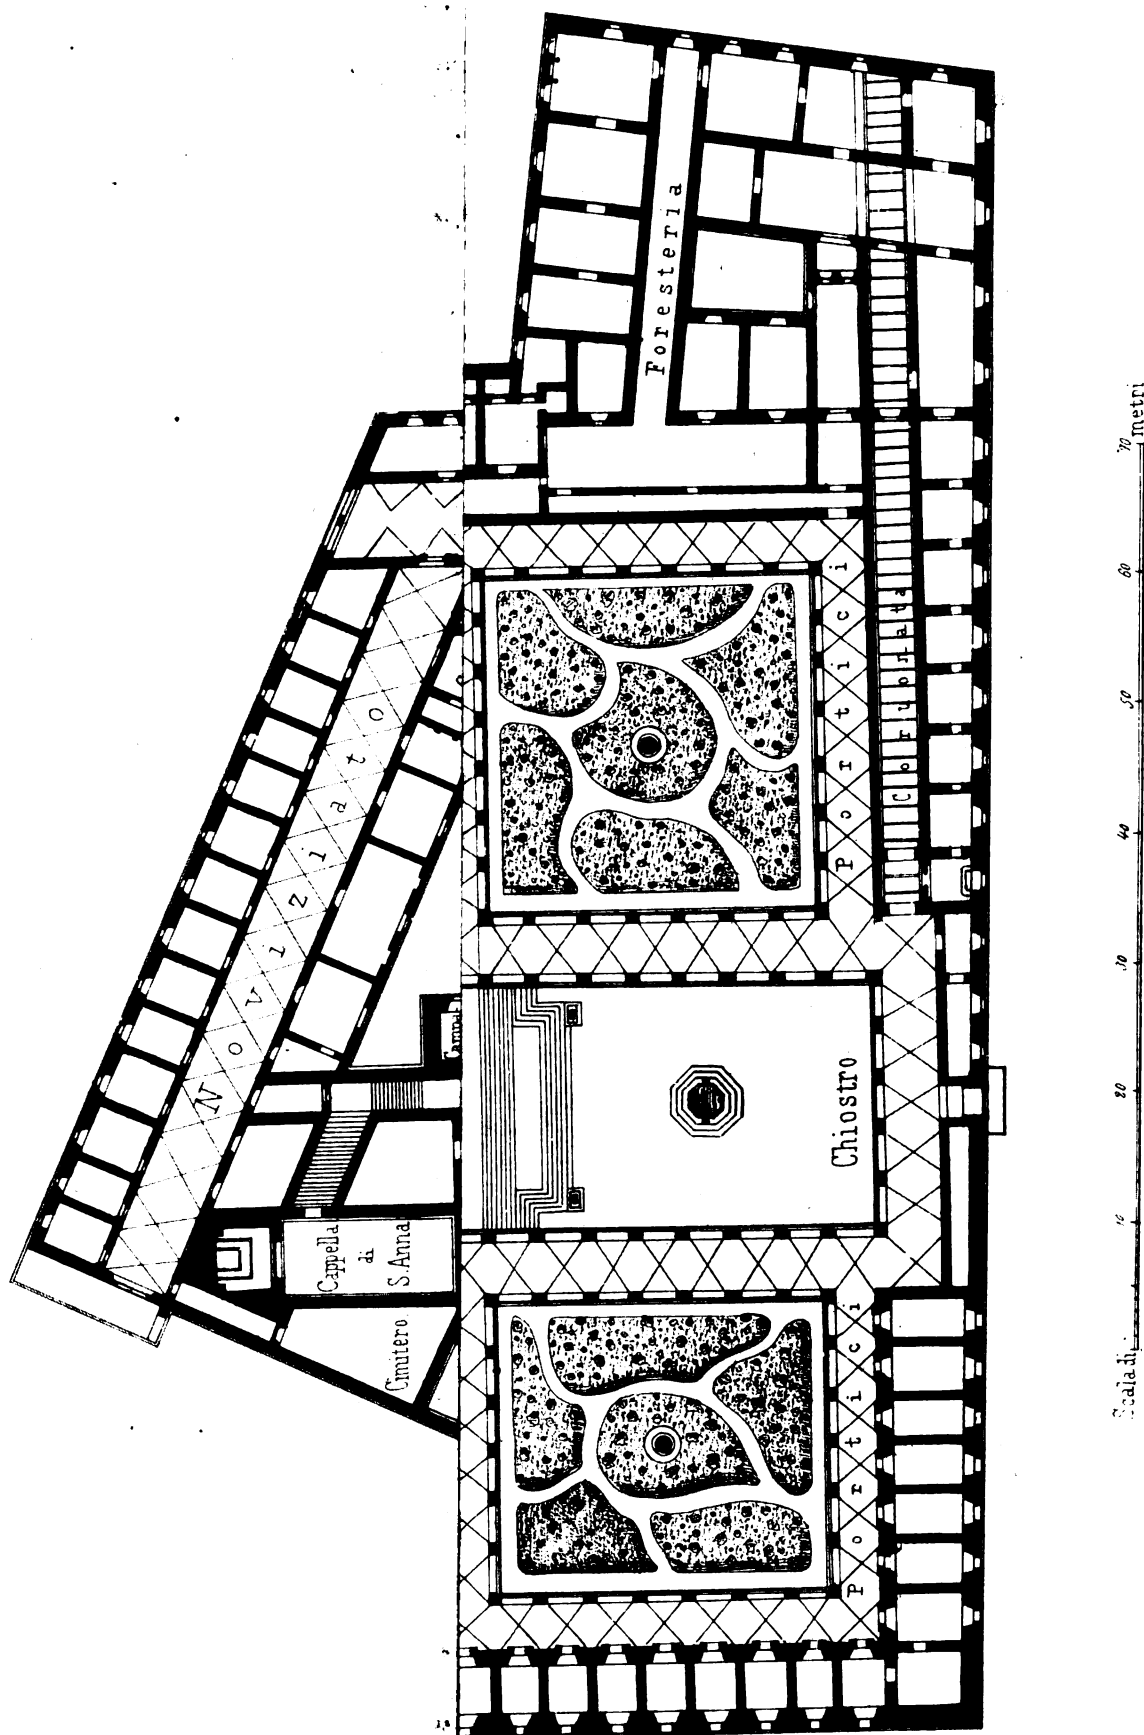 Foresteria
Noviziato
Portici
Chiostro
Cappella
di
S. Anna
Cimitero
Portici
Scala di
10
20
30
40
50
60
70
metri